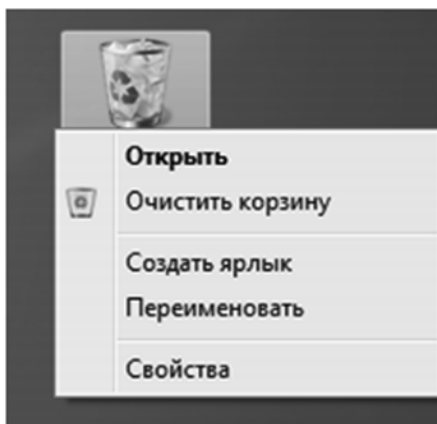 Открыть
Очистить корзину
Создать ярлык
Переименовать
Свойства